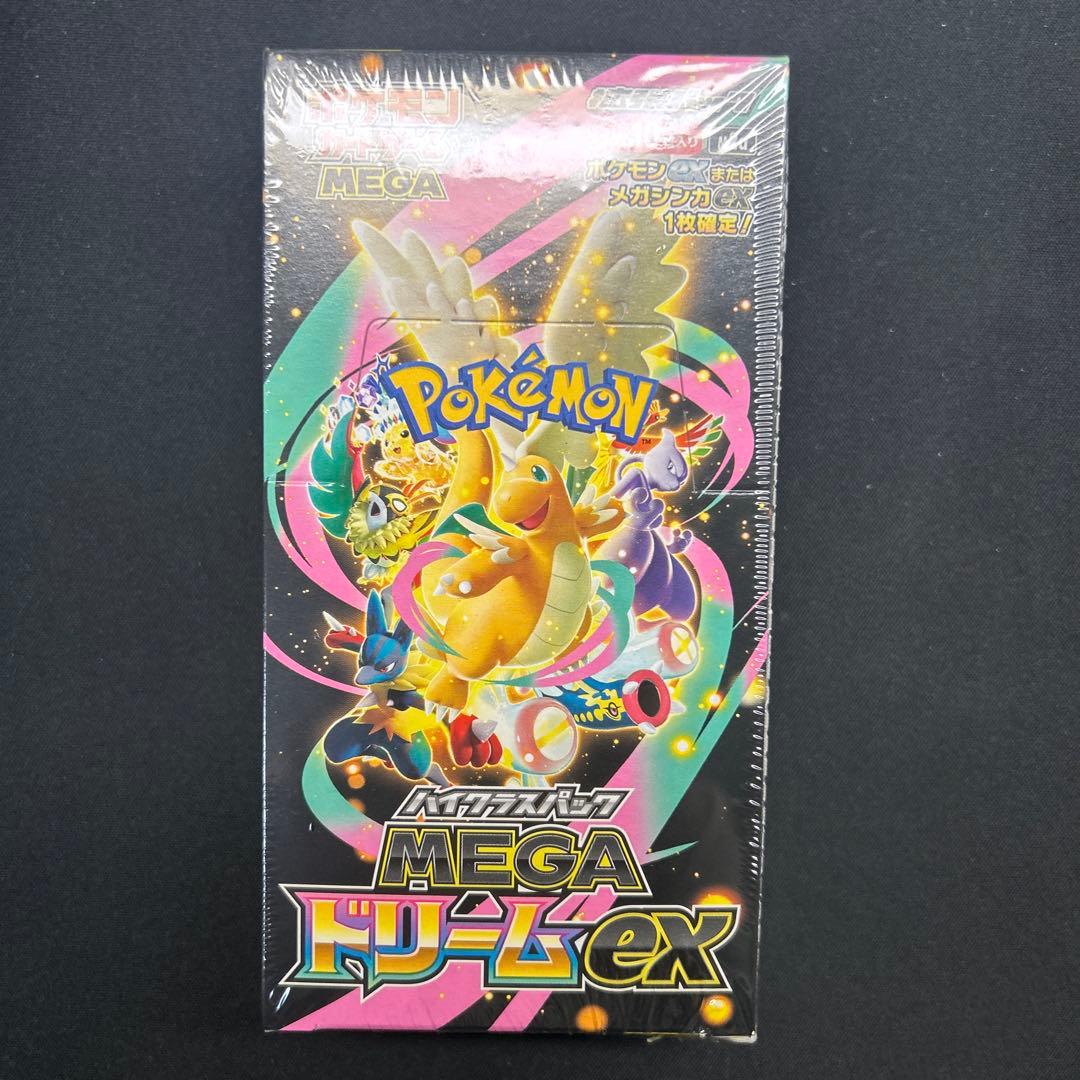 ポケモン
カードゲーム
MEGA
ポケモンexまたは
メガシンカex
1枚確定!
POKéMON
TM
ハイクラスパック
MEGA
ドリームex